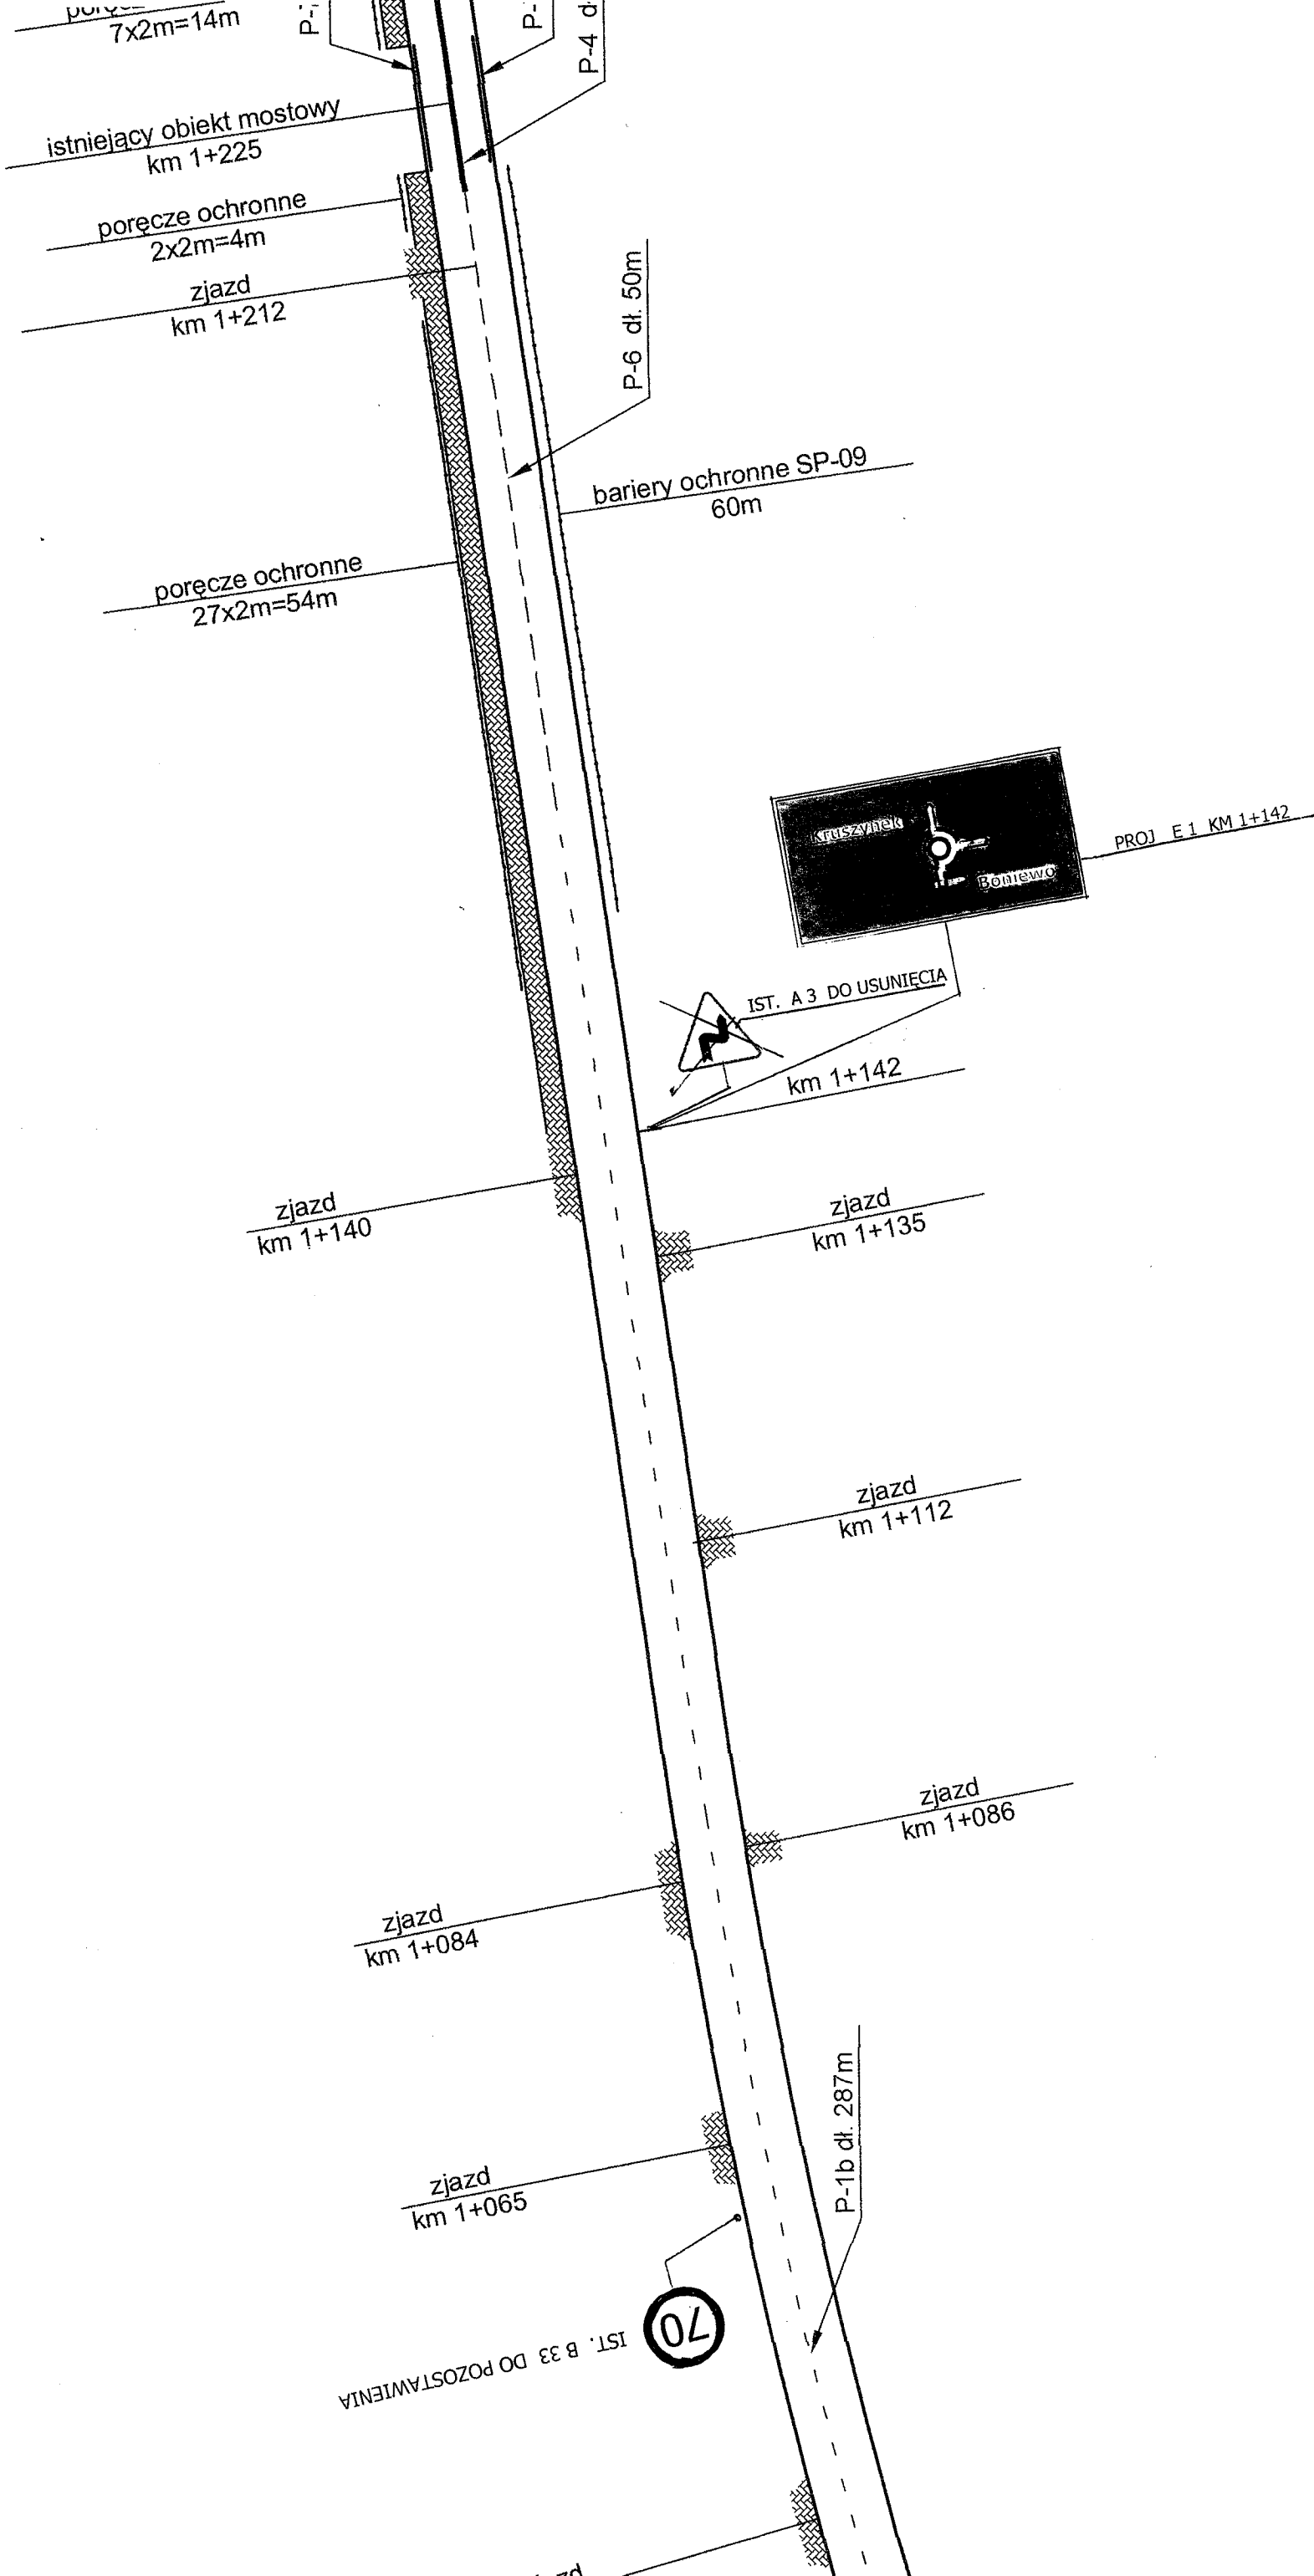 7x2m=14m
P-4
istniejący obiekt mostowy
km 1+225
poręcze ochronne
2x2m=4m
zjazd
km 1+212
P-6 dł. 50m
bariery ochronne SP-09
60m
poręcze ochronne
27x2m=54m
Kruszynek
Boniewo
PROJ E 1 KM 1+142
IST. A 3 DO USUNIĘCIA
km 1+142
zjazd
km 1+140
zjazd
km 1+135
zjazd
km 1+112
zjazd
km 1+086
zjazd
km 1+084
P-1b dł. 287m
zjazd
km 1+065
70
IST. B 33 DO POZOSTAWIENIA